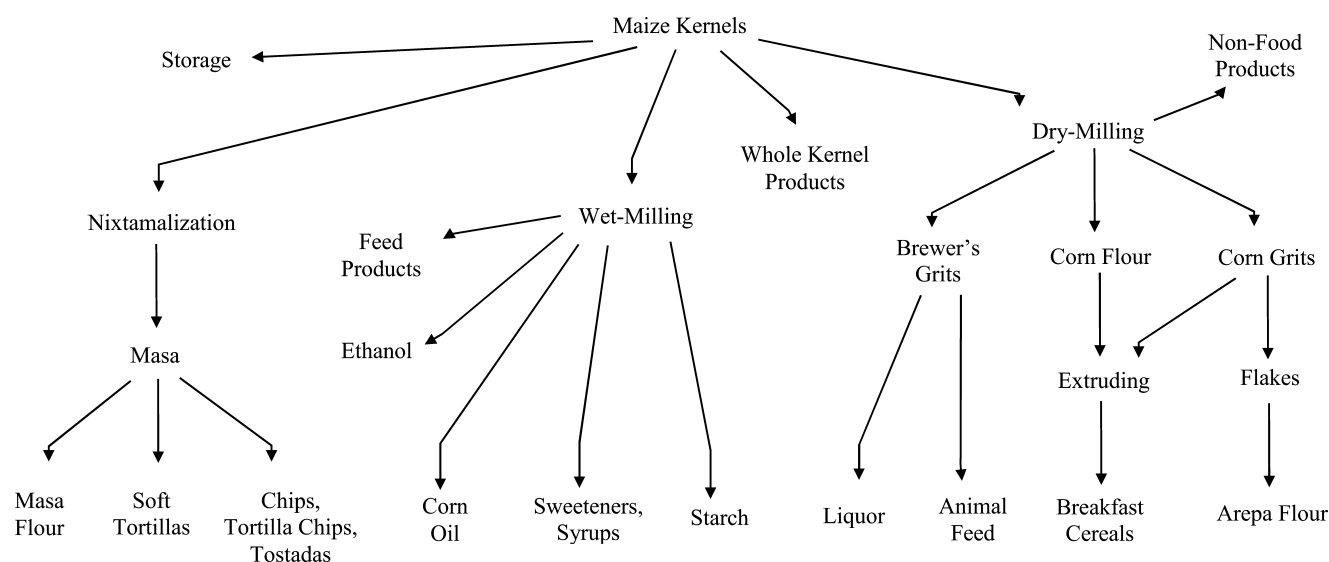 Maize Kernels
Storage
Non-Food
Products
Dry-Milling
Whole Kernel
Products
Nixtamalization
Wet-Milling
Feed
Products
Brewer's
Grits
Corn Flour
Corn Grits
Ethanol
Masa
Extruding
Flakes
Masa
Flour
Soft
Tortillas
Chips,
Tortilla Chips,
Tostadas
Corn
Oil
Sweeteners,
Syrups
Starch
Liquor
Animal
Feed
Breakfast
Cereals
Arepa Flour